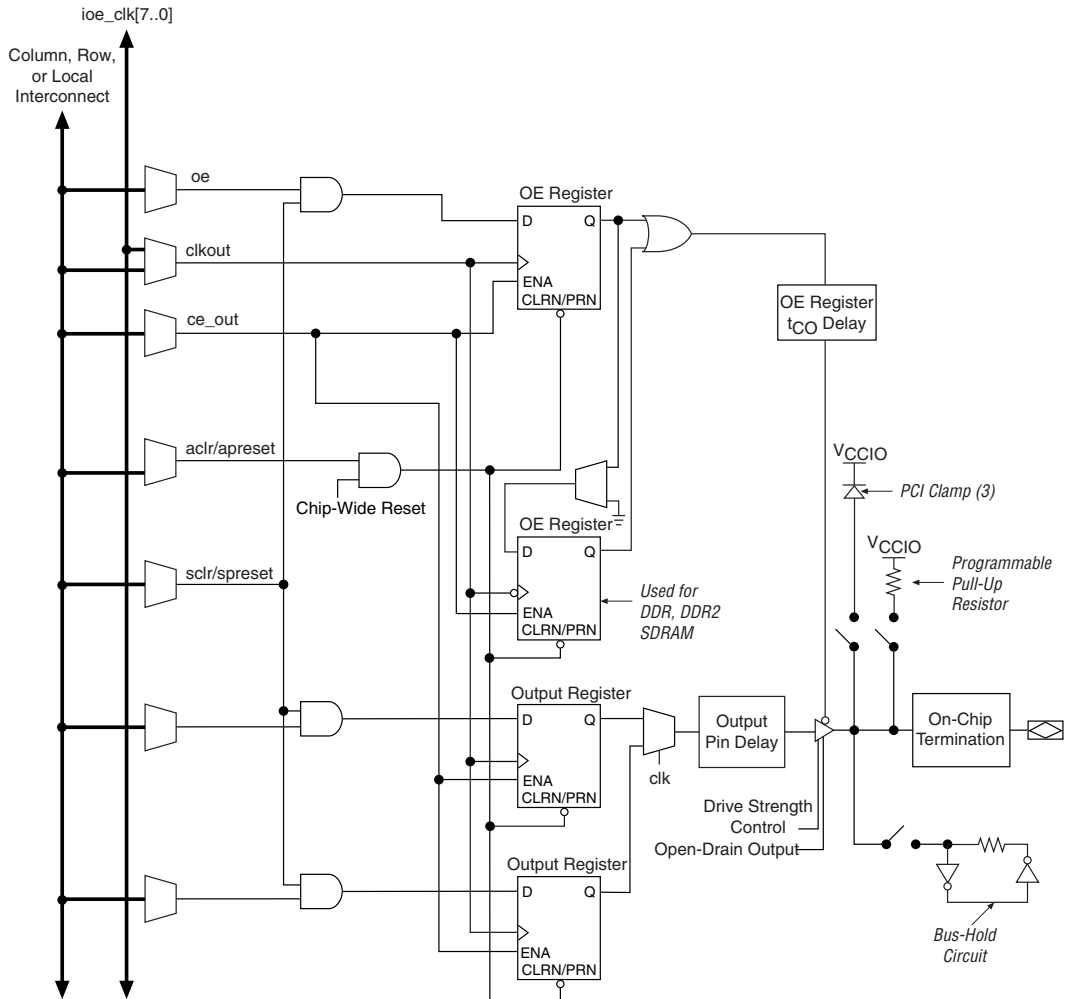 ioe_clk[7..0]
Column, Row,
or Local
Interconnect
oe
OE Register
D
Q
clkout
ENA
CLRN/PRN
OE Register
tCO Delay
ce_out
aclr/apreset
Chip-Wide Reset
VCCIO
PCI Clamp (3)
OE Register
D
Q
ENA
CLRN/PRN
VCCIO
Programmable
Pull-Up
Resistor
sclr/spreset
Used for
DDR, DDR2
SDRAM
Output Register
D
Q
ENA
CLRN/PRN
clk
Output
Pin Delay
On-Chip
Termination
Drive Strength
Control
Open-Drain Output
Output Register
D
Q
ENA
CLRN/PRN
Bus-Hold
Circuit